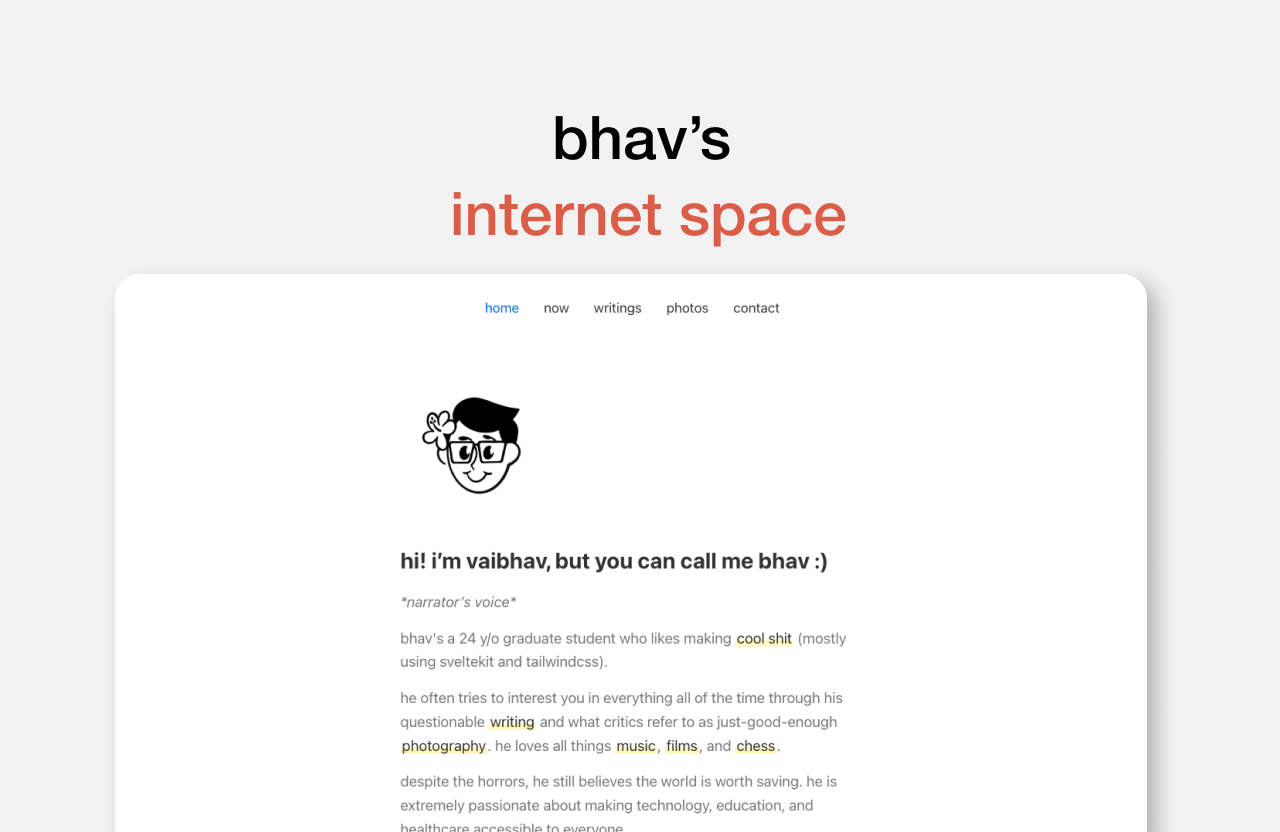 bhav’s
internet space
home now writings photos contact
hi! i’m vaibhav, but you can call me bhav :)
*narrator’s voice*
bhav's a 24 y/o graduate student who likes making cool shit (mostly
using sveltekit and tailwindcss).
he often tries to interest you in everything all of the time through his
questionable writing and what critics refer to as just-good-enough
photography. he loves all things music, films, and chess.
despite the horrors, he still believes the world is worth saving. he is
extremely passionate about making technology, education, and
healthcare accessible to everyone.